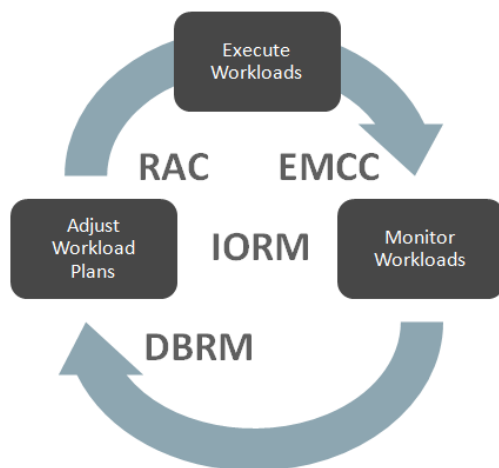 Execute
Workloads
RAC
EMCC
Adjust
Workload
Plans
IORM
Monitor
Workloads
DBRM